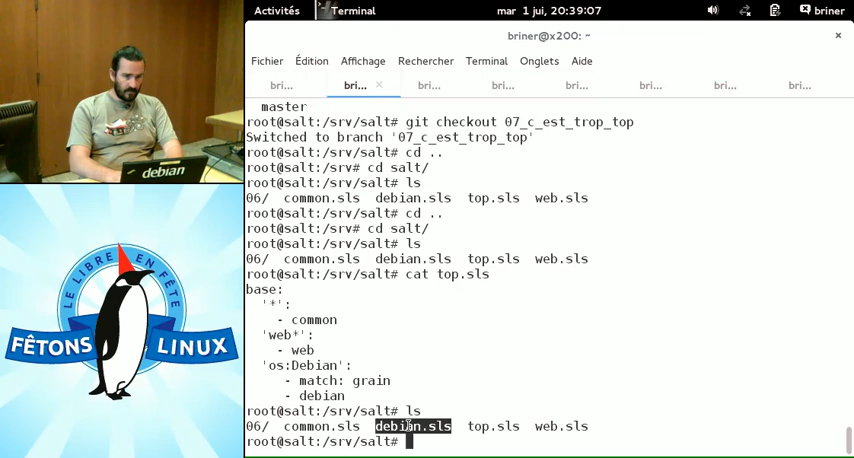 Activités
Terminal
mar 1 jui, 20:39:07
briner
briner@x200: ~
Fichier Édition Affichage Rechercher Terminal Onglets Aide
bri... bri... bri... bri... bri... bri... bri... bri...
master
root@salt:/srv/salt# git checkout 07_c_est_trop_top
Switched to branch '07_c_est_trop_top'
root@salt:/srv/salt# cd ..
root@salt:/srv# cd salt/
root@salt:/srv/salt# ls
06/ common.sls debian.sls top.sls web.sls
root@salt:/srv/salt# cd ..
root@salt:/srv# cd salt/
root@salt:/srv/salt# ls
06/ common.sls debian.sls top.sls web.sls
root@salt:/srv/salt# cat top.sls
base:
'*':
- common
'web*':
- web
'os:Debian':
- match: grain
- debian
root@salt:/srv/salt# ls
06/ common.sls debian.sls top.sls web.sls
root@salt:/srv/salt#
debian
LE LIBRE EN FÊTE
FÊTONS LINUX